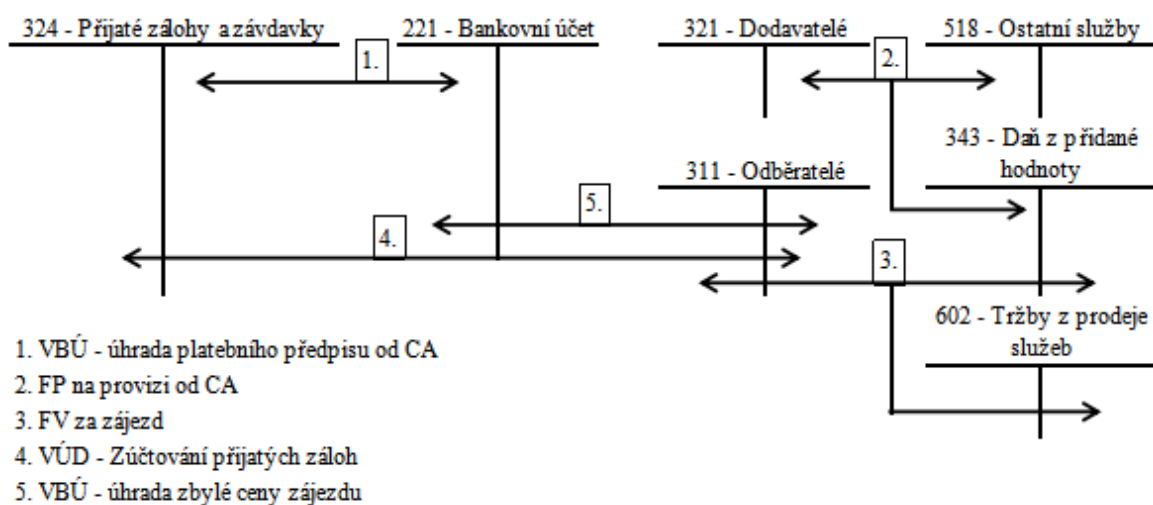 324 - Přijaté zálohy a závdavky
221 - Bankovní účet
321 - Dodavatelé
518 - Ostatní služby
1.
2.
343 - Daň z přidané
hodnoty
311 - Odběratelé
5.
4.
3.
602 - Tržby z prodeje
služeb
1. VBÚ - úhrada platebního předpisu od CA
2. FP na provizi od CA
3. FV za zájezd
4. VÚD - Zúčtování přijatých záloh
5. VBÚ - úhrada zbylé ceny zájezdu